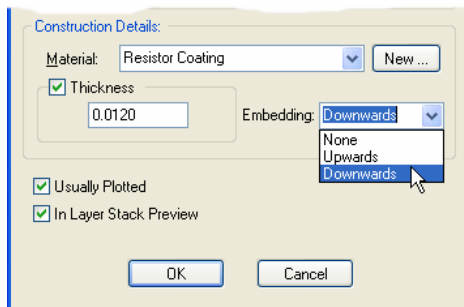 Construction Details:
Material: Resistor Coating New ...
Thickness
0.0120 Embedding: Downwards
None
Upwards
Downwards
Usually Plotted
In Layer Stack Preview
OK Cancel